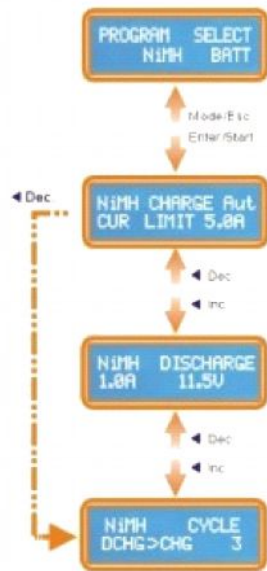 PROGRAM SELECT
NiMH BATT
Mode/Esc
Enter/Start
◄ Dec
NiMH CHARGE Aut
CUR LIMIT 5.0A
◄ Dec
◄ Inc
NiMH DISCHARGE
1.0A 11.5V
◄ Dec
◄ Inc
NiMH CYCLE
DCHG>CHG 3